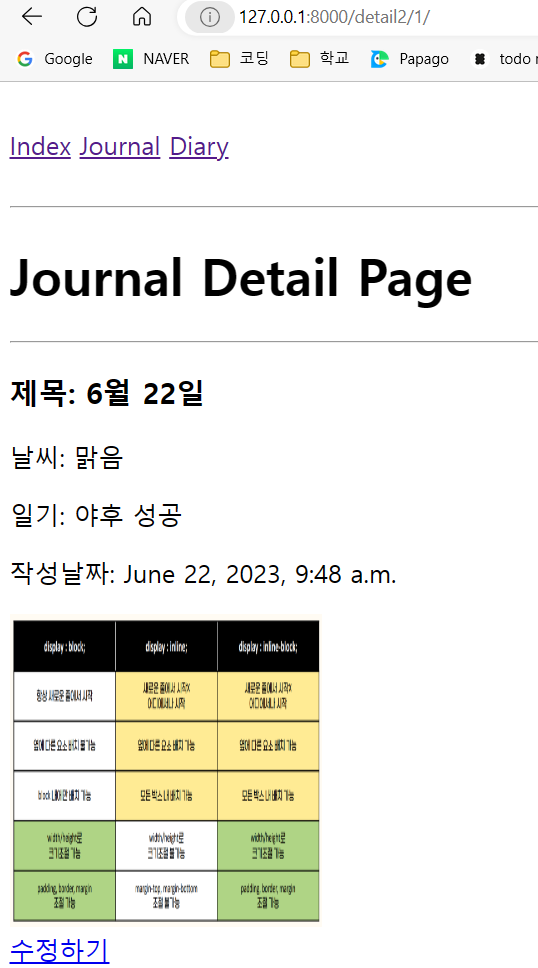 127.0.0.1:8000/detail2/1/
Google NAVER 코딩 학교 Papago todo
Index Journal Diary
Journal Detail Page
제목: 6월 22일
날씨: 맑음
일기: 야후 성공
작성날짜: June 22, 2023, 9:48 a.m.
display : block; display : inline; display : inline-block;
항상 새로운 줄에서 시작 새로운 줄에서 시작X 새로운 줄에서 시작X
어디에서나 시작 어디에서나 시작
옆에 다른 요소 배치 불가능 옆에 다른 요소 배치 가능 옆에 다른 요소 배치 가능
block 내에만 배치 가능 모든 박스 내 배치 가능 모든 박스 내 배치 가능
width/height로 width/height로 width/height로
크기조절 가능 크기조절 불가능 크기조절 가능
padding, border, margin margin-top, margin-bottom padding, border, margin
조절 가능 조절 불가능 조절 가능
수정하기